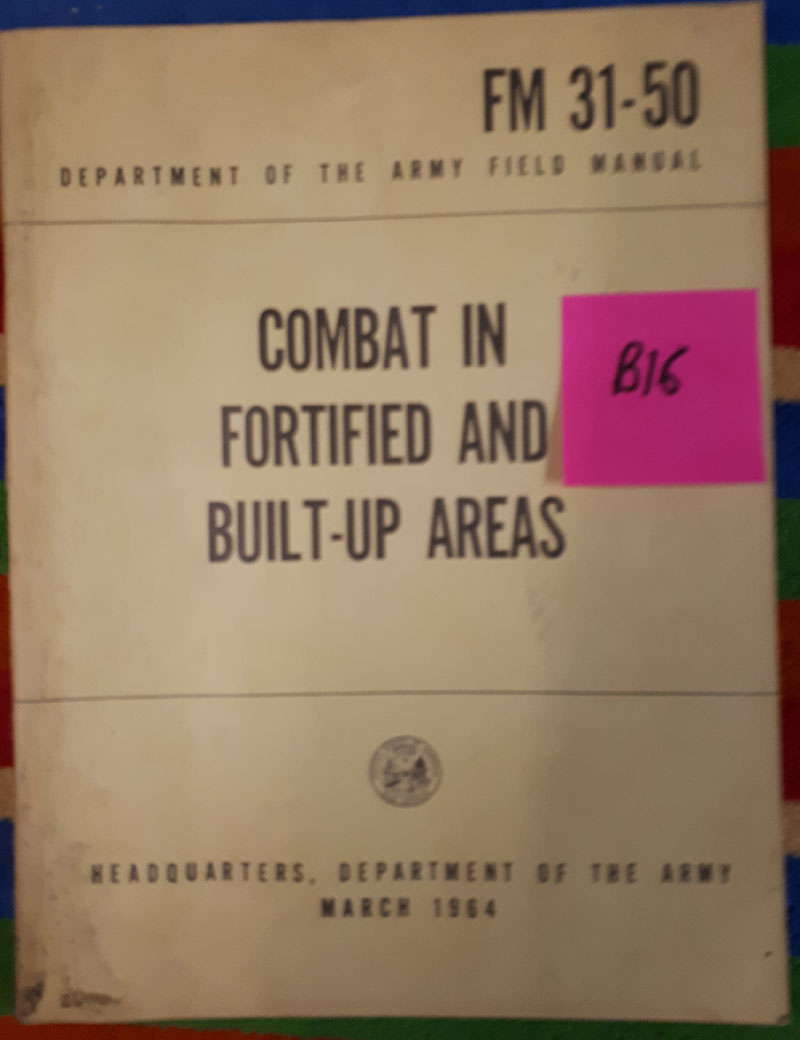 FM 31-50
DEPARTMENT OF THE ARMY FIELD MANUAL
COMBAT IN
FORTIFIED AND
BUILT-UP AREAS
B16
HEADQUARTERS, DEPARTMENT OF THE ARMY
MARCH 1964